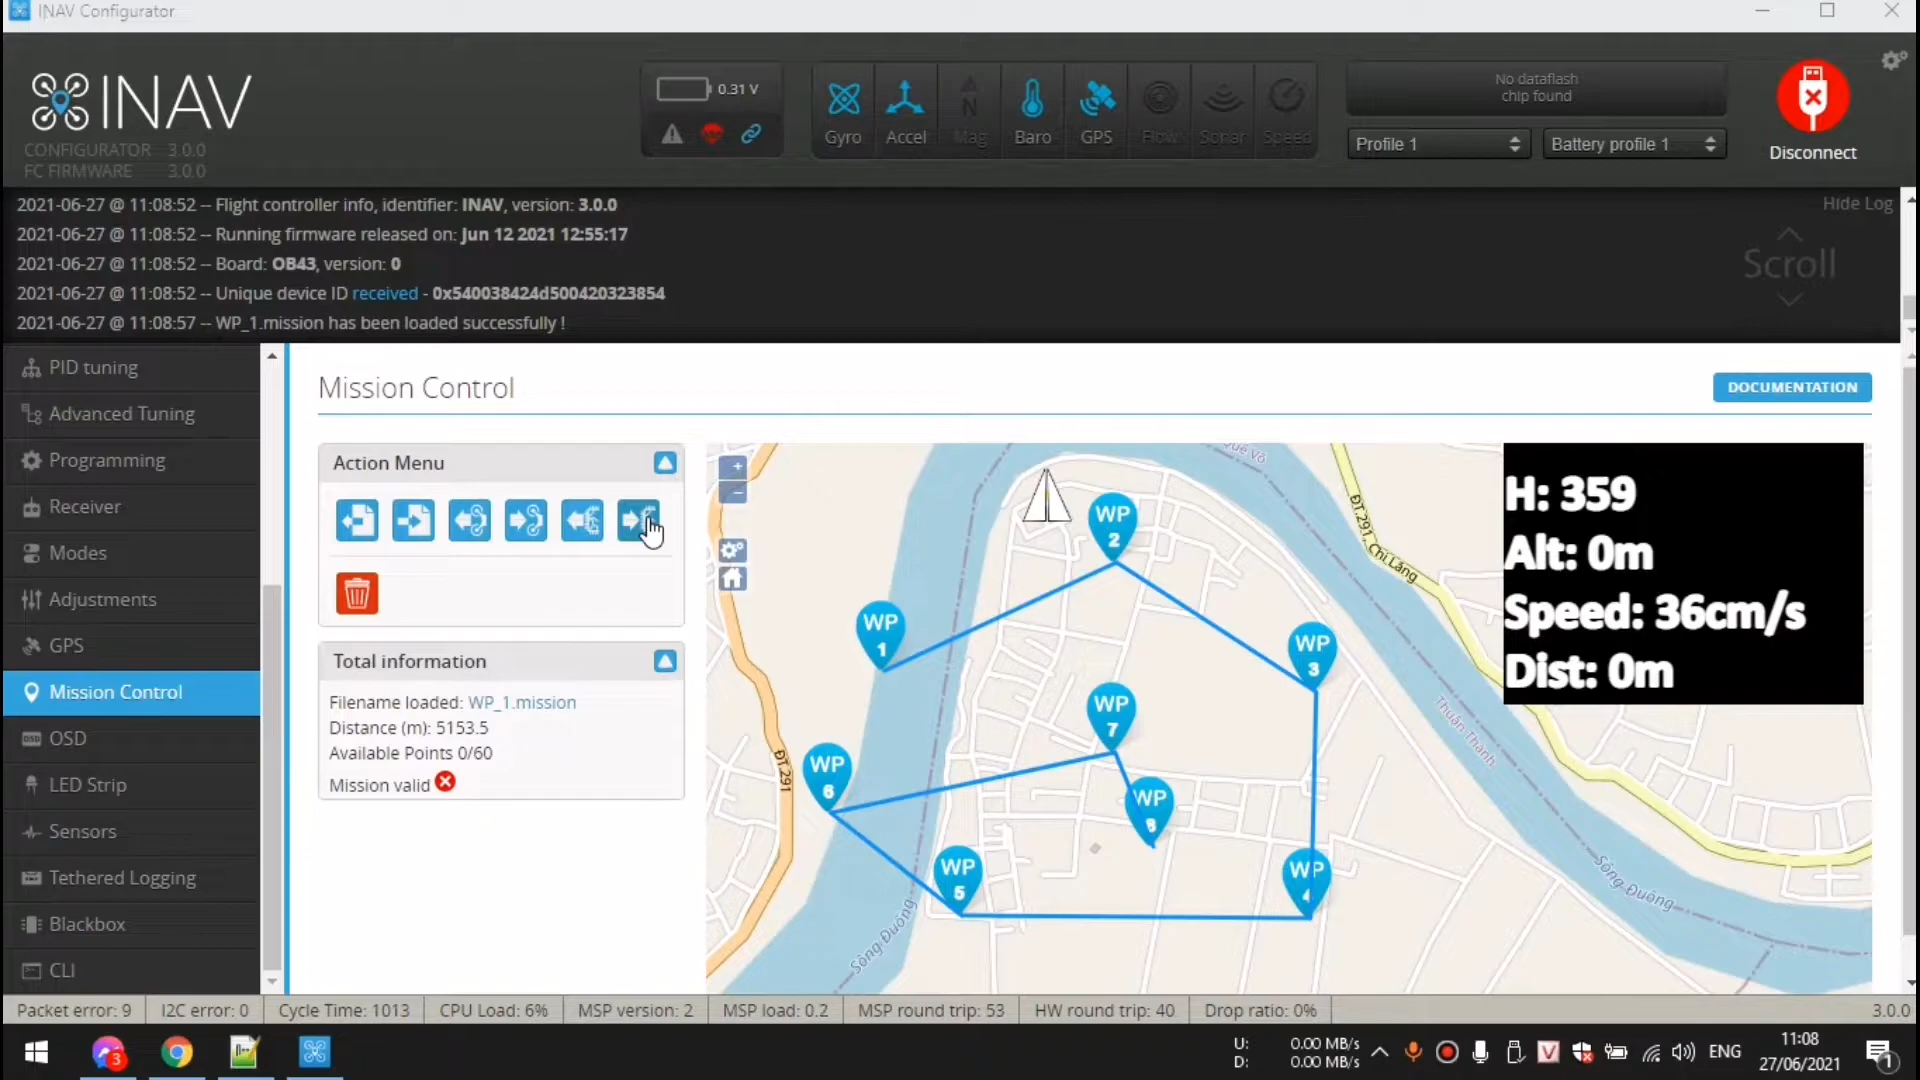 INAV Configurator
INAV
CONFIGURATOR 3.0.0
FC FIRMWARE 3.0.0
0.31 V
Gyro
Accel
Mag
Baro
GPS
Flow
Sonar
Speed
No dataflash
chip found
Profile 1
Battery profile 1
Disconnect
2021-06-27 @ 11:08:52 -- Flight controller info, identifier: INAV, version: 3.0.0
2021-06-27 @ 11:08:52 -- Running firmware released on: Jun 12 2021 12:55:17
2021-06-27 @ 11:08:52 -- Board: OB43, version: 0
2021-06-27 @ 11:08:52 -- Unique device ID received - 0x540038424d500420323854
2021-06-27 @ 11:08:57 -- WP_1.mission has been loaded successfully !
Hide Log
Scroll
PID tuning
Advanced Tuning
Programming
Receiver
Modes
Adjustments
GPS
Mission Control
OSD
LED Strip
Sensors
Tethered Logging
Blackbox
CLI
Mission Control
DOCUMENTATION
Action Menu
Total information
Filename loaded: WP_1.mission
Distance (m): 5153.5
Available Points 0/60
Mission valid
+
−
WP
1
WP
2
WP
3
WP
4
WP
5
WP
6
WP
7
WP
8
Quế Võ
ĐT.291, Chi Lăng
ĐT.291
Thuận Thành
Sông Đuống
Sông Đuống
H: 359
Alt: 0m
Speed: 36cm/s
Dist: 0m
Packet error: 9
I2C error: 0
Cycle Time: 1013
CPU Load: 6%
MSP version: 2
MSP load: 0.2
MSP round trip: 53
HW round trip: 40
Drop ratio: 0%
3.0.0
3
U: 0.00 MB/s
D: 0.00 MB/s
V
ENG
11:08
27/06/2021
1